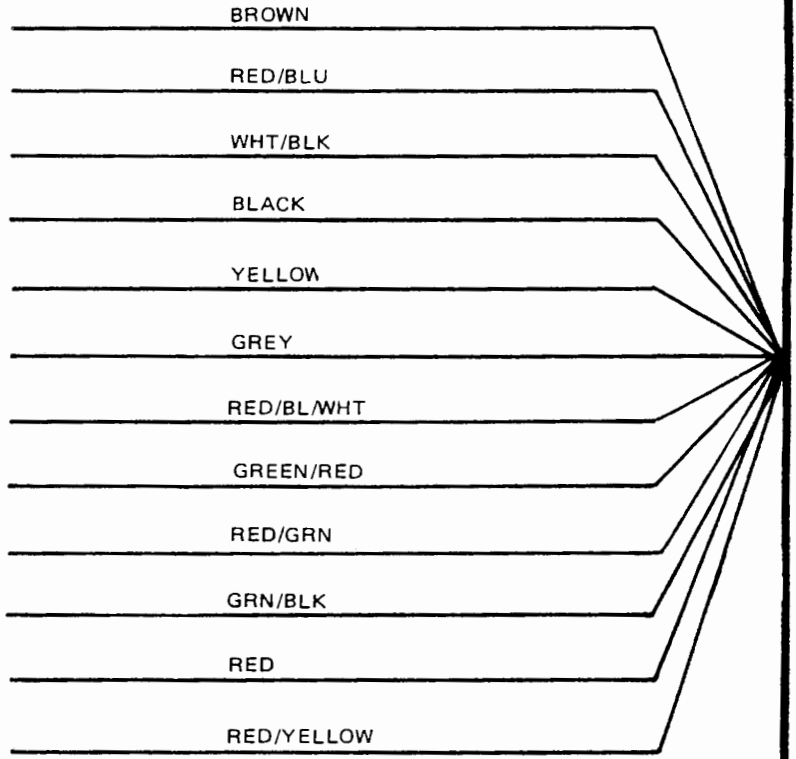 BROWN
RED/BLU
WHT/BLK
BLACK
YELLOW
GREY
RED/BL/WHT
GREEN/RED
RED/GRN
GRN/BLK
RED
RED/YELLOW